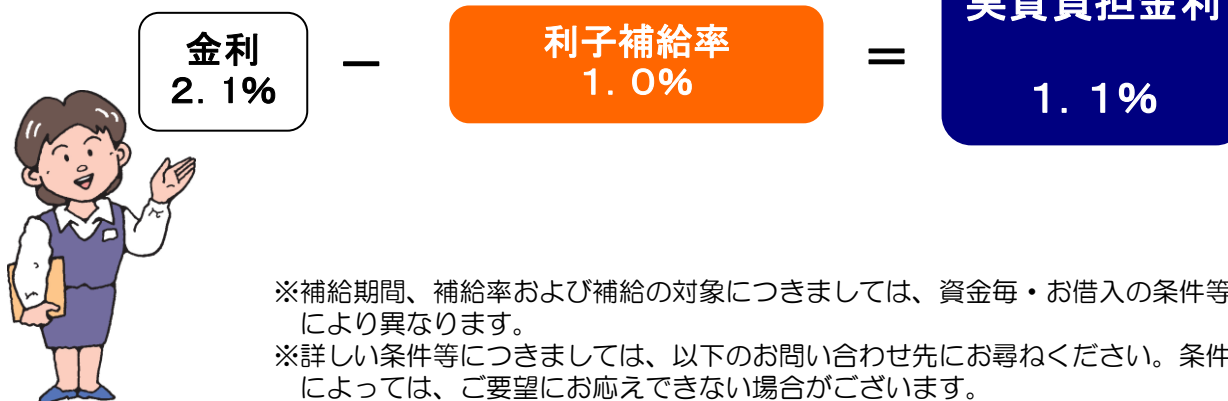 実質負担金利
金利
2.1%
－
利子補給率
1.0%
＝
1.1%
※補給期間、補給率および補給の対象につきましては、資金毎・お借入の条件等
により異なります。
※詳しい条件等につきましては、以下のお問い合わせ先にお尋ねください。条件
によっては、ご要望にお応えできない場合がございます。